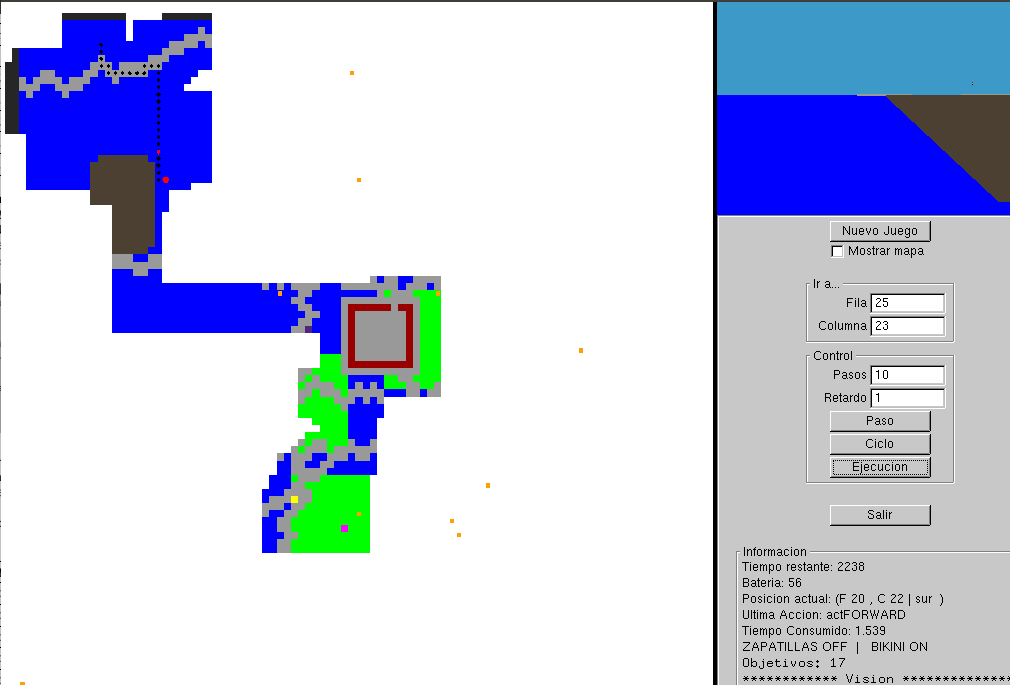 Nuevo Juego
Mostrar mapa
Ir a...
Fila 25
Columna 23
Control
Pasos 10
Retardo 1
Paso
Ciclo
Ejecucion
Salir
Informacion
Tiempo restante: 2238
Bateria: 56
Posicion actual: (F 20 , C 22 | sur )
Ultima Accion: actFORWARD
Tiempo Consumido: 1.539
ZAPATILLAS OFF | BIKINI ON
Objetivos: 17
************ Vision **************